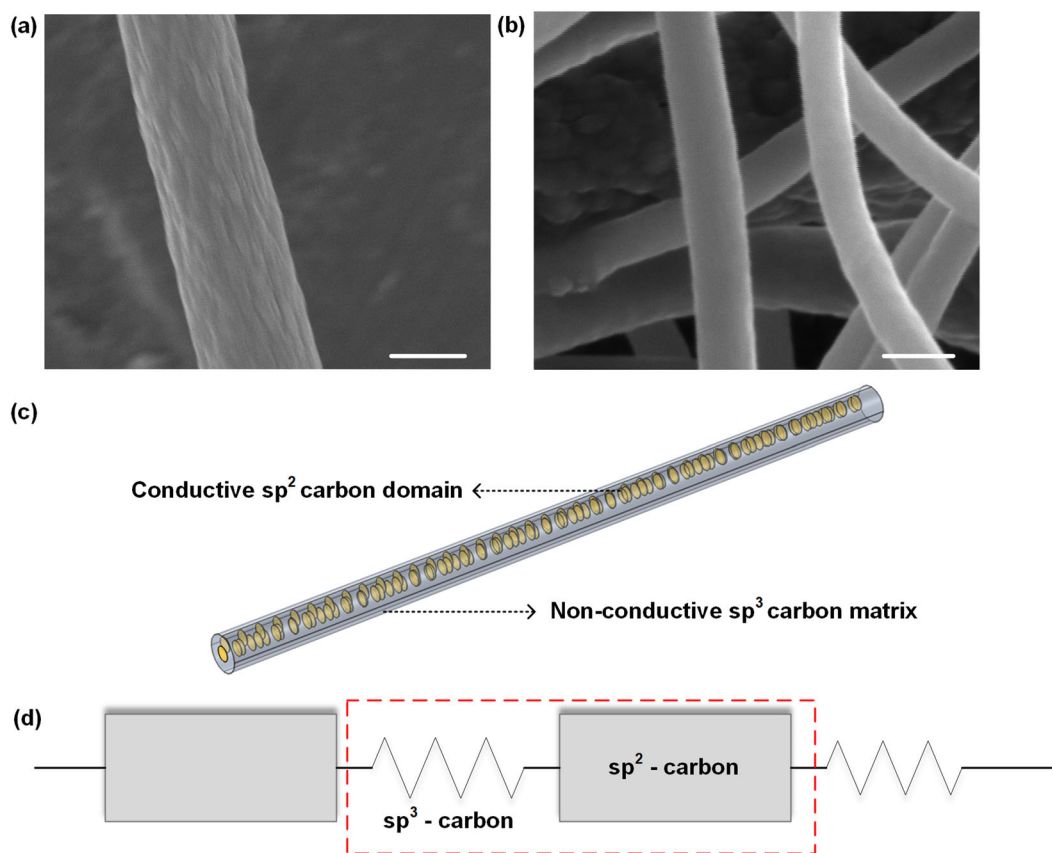 (a)
(b)
(c)
Conductive sp² carbon domain
Non-conductive sp³ carbon matrix
(d)
sp² - carbon
sp³ - carbon